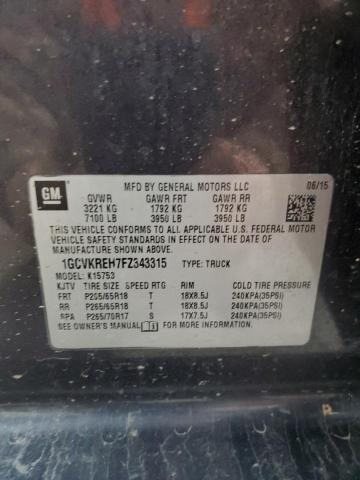 GM
MFD BY GENERAL MOTORS LLC 06/15
GVWR GAWR FRT GAWR RR
3221 KG 1792 KG 1792 KG
7100 LB 3950 LB 3950 LB
THIS VEHICLE CONFORMS TO ALL APPLICABLE U.S. FEDERAL MOTOR
VEHICLE SAFETY STANDARDS IN EFFECT ON THE DATE OF
MANUFACTURE SHOWN ABOVE.
1GCVKREH7FZ343315 TYPE: TRUCK
MODEL: K15753
KJTV TIRE SIZE SPEED RTG RIM COLD TIRE PRESSURE
FRT P265/65R18 T 18X8.5J 240KPA(35PSI)
RR P265/65R18 T 18X8.5J 240KPA(35PSI)
SPA P265/70R17 S 17X7.5J 240KPA(35PSI)
SEE OWNER'S MANUAL FOR MORE INFORMATION.